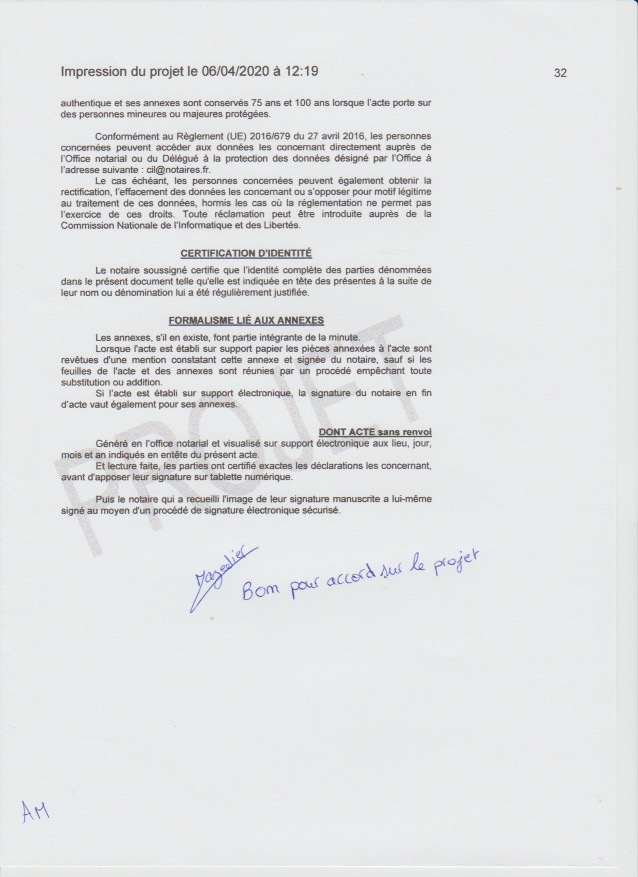 Impression du projet le 06/04/2020 à 12:19
32
authentique et ses annexes sont conservés 75 ans et 100 ans lorsque l'acte porte sur
des personnes mineures ou majeures protégées.
Conformément au Règlement (UE) 2016/679 du 27 avril 2016, les personnes
concernées peuvent accéder aux données les concernant directement auprès de
l'Office notarial ou du Délégué à la protection des données désigné par l'Office à
l'adresse suivante : cil@notaires.fr.
Le cas échéant, les personnes concernées peuvent également obtenir la
rectification, l'effacement des données les concernant ou s'opposer pour motif légitime
au traitement de ces données, hormis les cas où la réglementation ne permet pas
l'exercice de ces droits. Toute réclamation peut être introduite auprès de la
Commission Nationale de l'Informatique et des Libertés.
CERTIFICATION D'IDENTITÉ
Le notaire soussigné certifie que l'identité complète des parties dénommées
dans le présent document telle qu'elle est indiquée en tête des présentes à la suite de
leur nom ou dénomination lui a été régulièrement justifiée.
FORMALISME LIÉ AUX ANNEXES
Les annexes, s'il en existe, font partie intégrante de la minute.
Lorsque l'acte est établi sur support papier les pièces annexées à l'acte sont
revêtues d'une mention constatant cette annexe et signée du notaire, sauf si les
feuilles de l'acte et des annexes sont réunies par un procédé empêchant toute
substitution ou addition.
Si l'acte est établi sur support électronique, la signature du notaire en fin
d'acte vaut également pour ses annexes.
PROJET
DONT ACTE sans renvoi
Généré en l'office notarial et visualisé sur support électronique aux lieu, jour,
mois et an indiqués en entête du présent acte.
Et lecture faite, les parties ont certifié exactes les déclarations les concernant,
avant d'apposer leur signature sur tablette numérique.
Puis le notaire qui a recueilli l'image de leur signature manuscrite a lui-même
signé au moyen d'un procédé de signature électronique sécurisé.
Bom pour accord sur le projet
AM